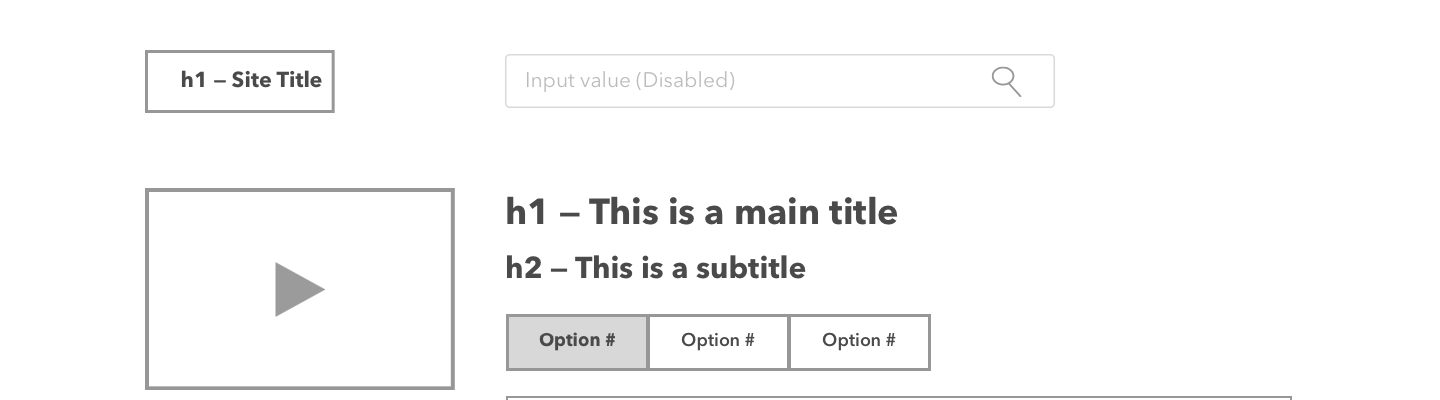 h1 – Site Title
Input value (Disabled)
h1 – This is a main title
h2 – This is a subtitle
Option # Option # Option #